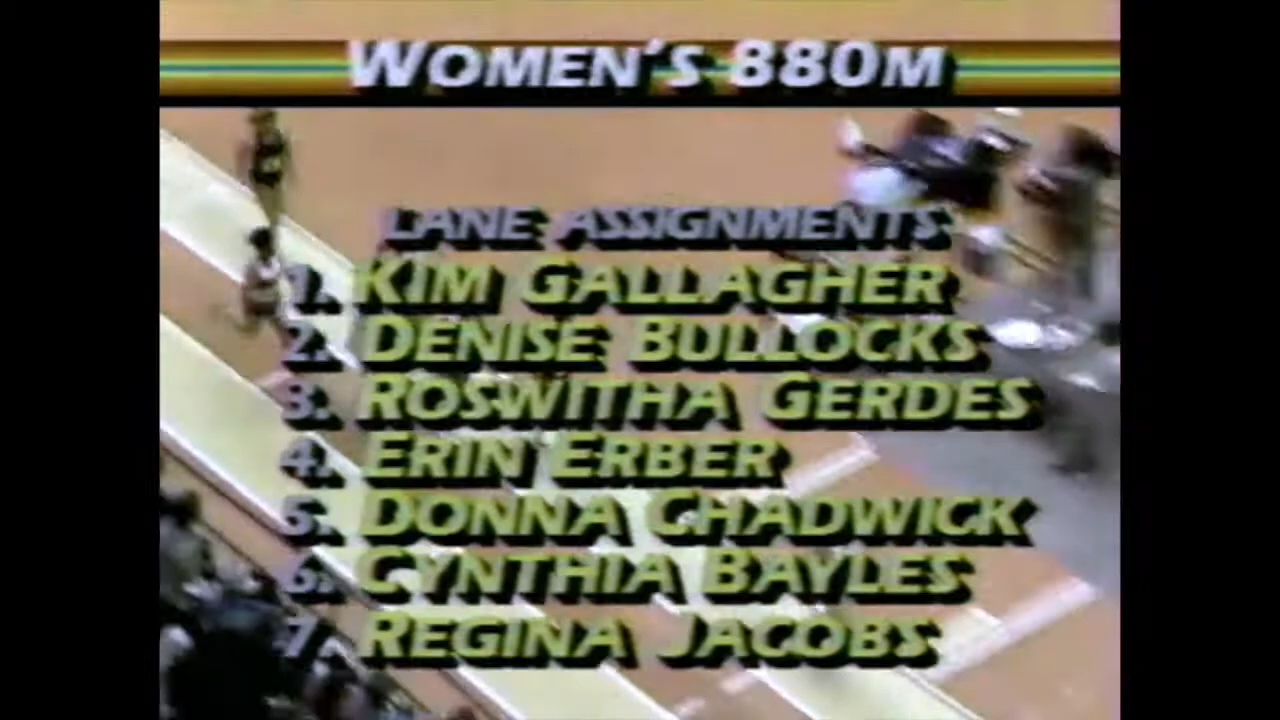 WOMEN'S 880M
LANE ASSIGNMENTS:
1. KIM GALLAGHER
2. DENISE BULLOCKS
3. ROSWITHA GERDES
4. ERIN ERBER
5. DONNA CHADWICK
6. CYNTHIA BAYLES
7. REGINA JACOBS